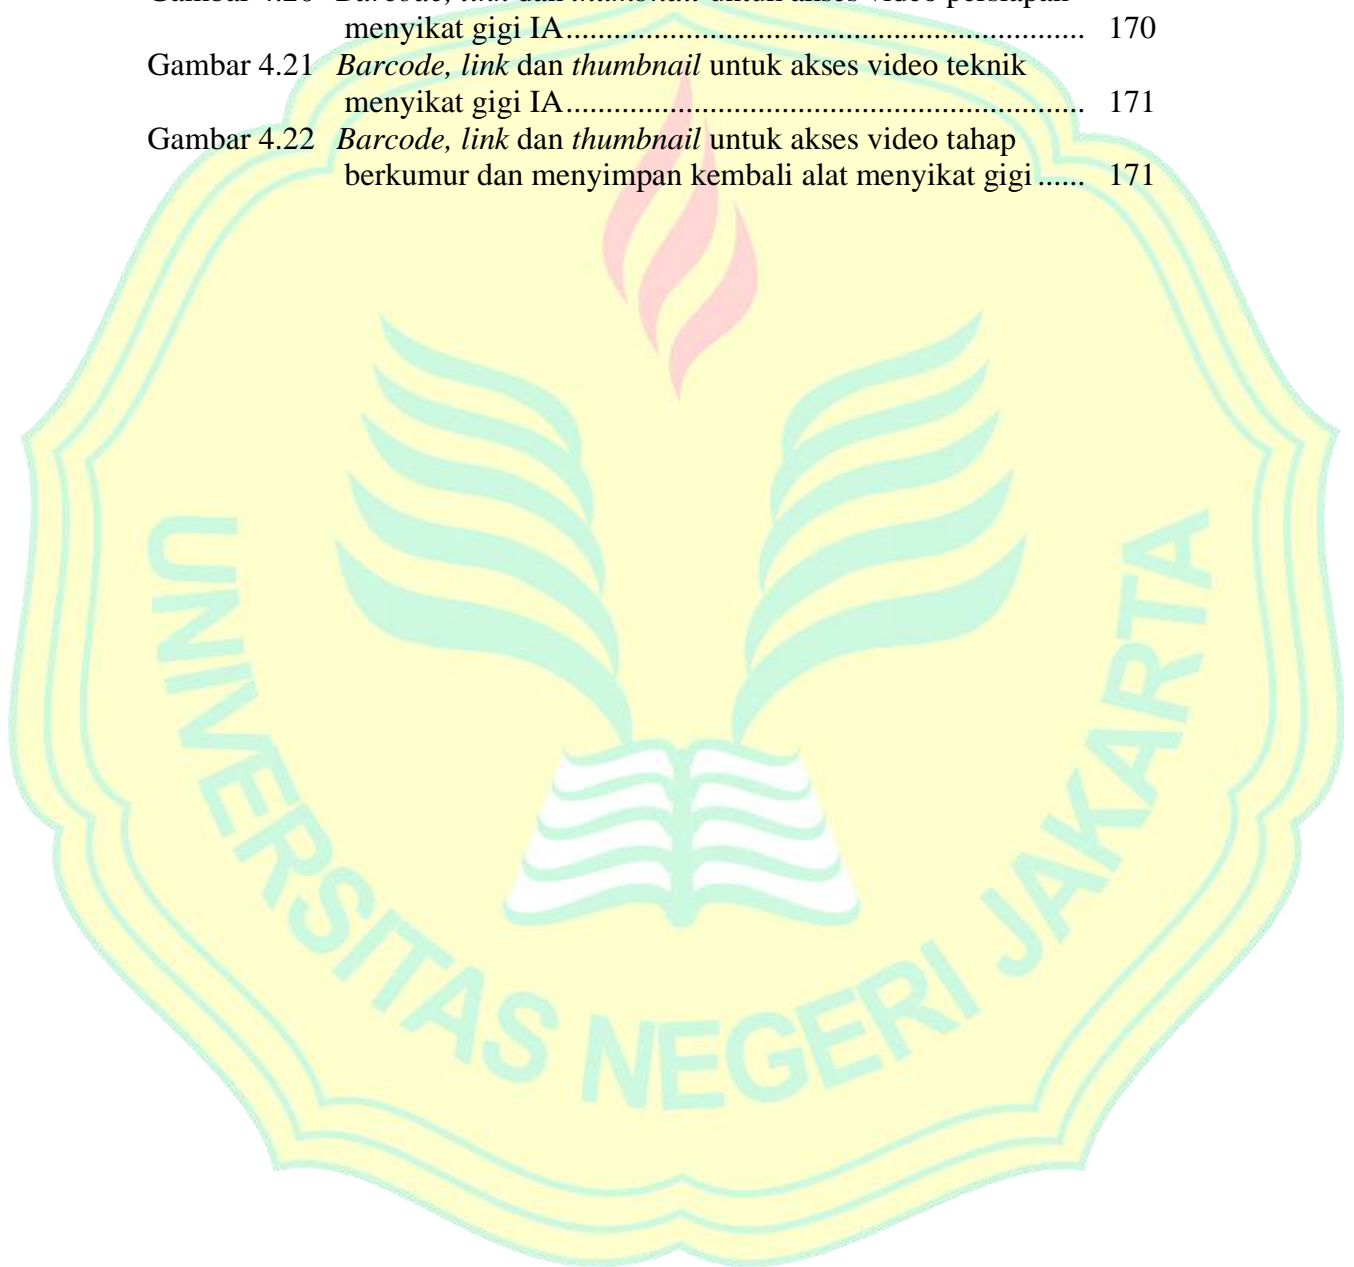 menyikat gigi IA................................................................. 170
Gambar 4.21 Barcode, link dan thumbnail untuk akses video teknik
menyikat gigi IA................................................................. 171
Gambar 4.22 Barcode, link dan thumbnail untuk akses video tahap
berkumur dan menyimpan kembali alat menyikat gigi ...... 171
UNIVERSITAS NEGERI JAKARTA